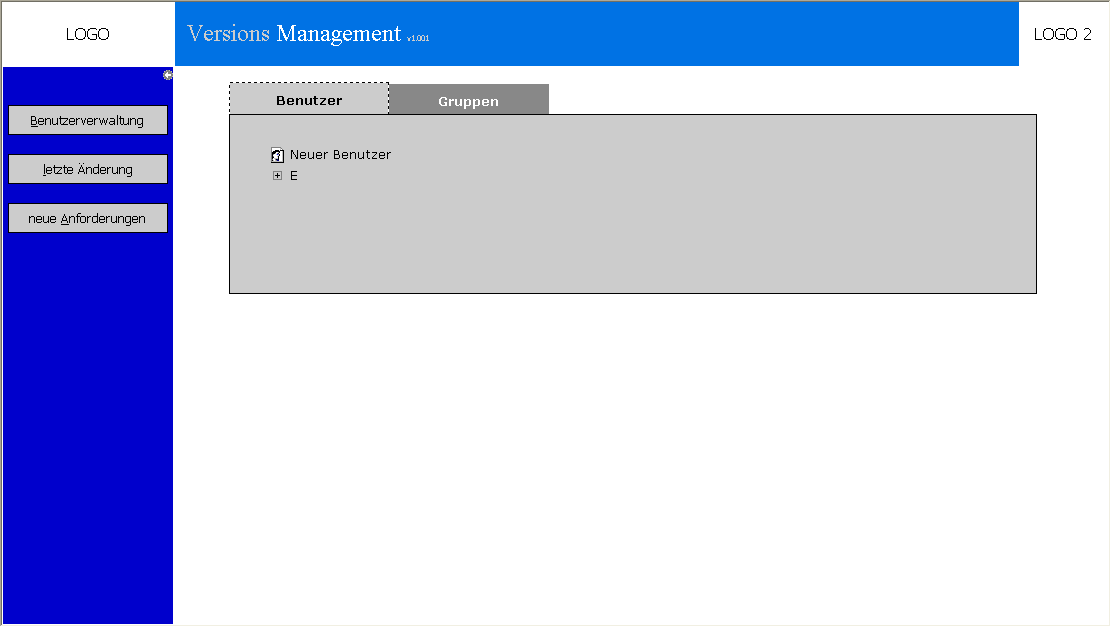 LOGO
Versions Management v1.001
LOGO 2
Benutzerverwaltung
letzte Änderung
neue Anforderungen
Benutzer
Gruppen
Neuer Benutzer
E